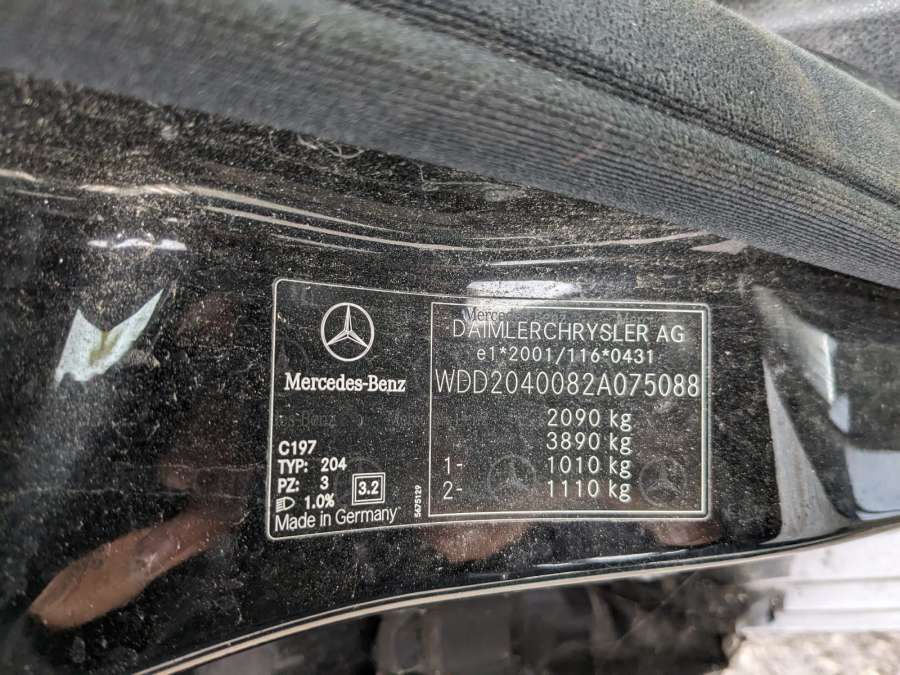 Mercedes-Benz
C197
TYP: 204
PZ: 3
3.2
1.0%
Made in Germany
5675129
DAIMLERCHRYSLER AG
e1*2001/116*0431
WDD2040082A075088
2090 kg
3890 kg
1- 1010 kg
2- 1110 kg